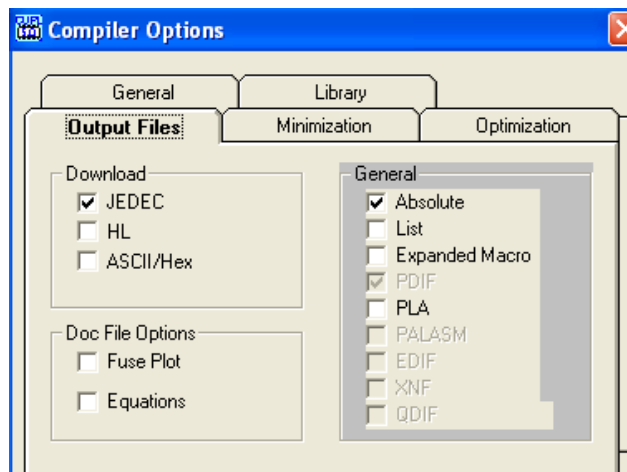 Compiler Options
General
Library
Output Files
Minimization
Optimization
Download
JEDEC
HL
ASCII/Hex
Doc File Options
Fuse Plot
Equations
General
Absolute
List
Expanded Macro
PDIF
PLA
PALASM
EDIF
XNF
QDIF